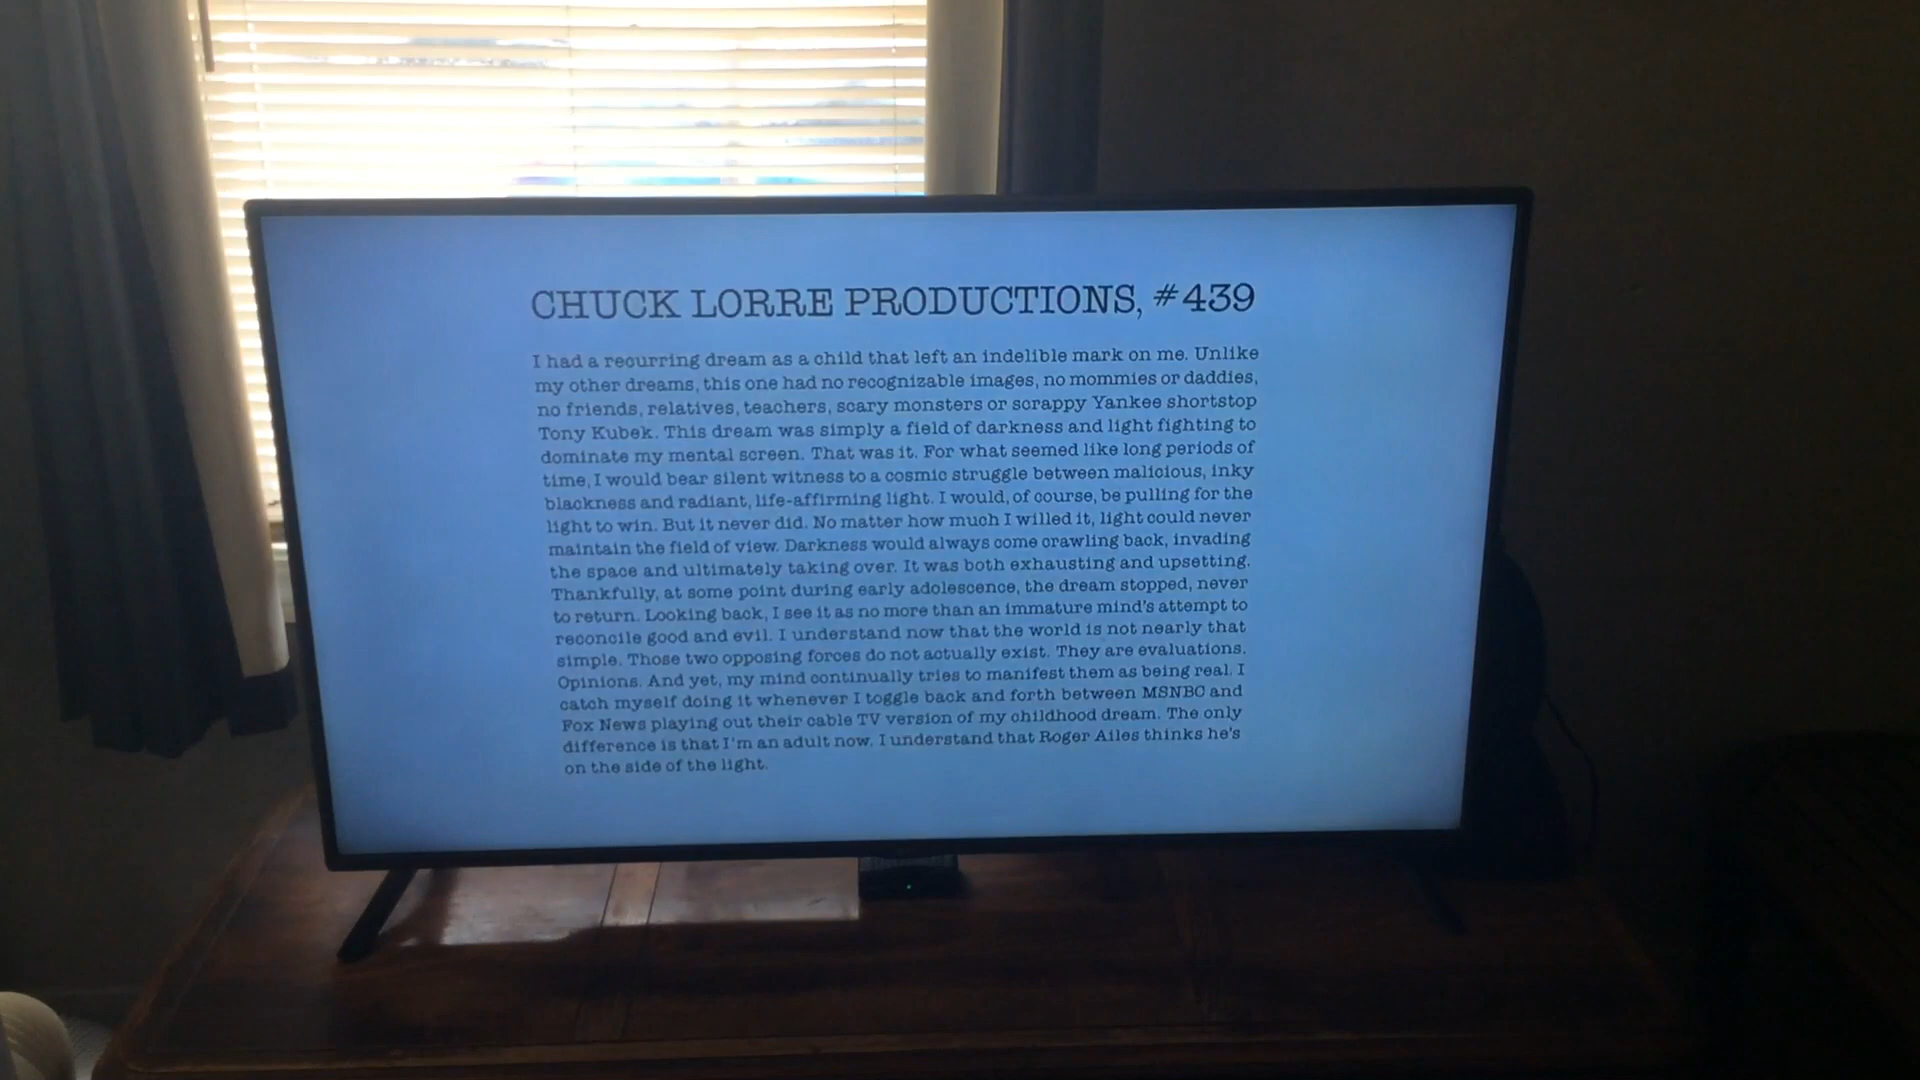 CHUCK LORRE PRODUCTIONS, #439
I had a recurring dream as a child that left an indelible mark on me. Unlike
my other dreams, this one had no recognizable images, no mommies or daddies,
no friends, relatives, teachers, scary monsters or scrappy Yankee shortstop
Tony Kubek. This dream was simply a field of darkness and light fighting to
dominate my mental screen. That was it. For what seemed like long periods of
time, I would bear silent witness to a cosmic struggle between malicious, inky
blackness and radiant, life-affirming light. I would, of course, be pulling for the
light to win. But it never did. No matter how much I willed it, light could never
maintain the field of view. Darkness would always come crawling back, invading
the space and ultimately taking over. It was both exhausting and upsetting.
Thankfully, at some point during early adolescence, the dream stopped, never
to return. Looking back, I see it as no more than an immature mind's attempt to
reconcile good and evil. I understand now that the world is not nearly that
simple. Those two opposing forces do not actually exist. They are evaluations.
Opinions. And yet, my mind continually tries to manifest them as being real. I
catch myself doing it whenever I toggle back and forth between MSNBC and
Fox News playing out their cable TV version of my childhood dream. The only
difference is that I'm an adult now. I understand that Roger Ailes thinks he's
on the side of the light.